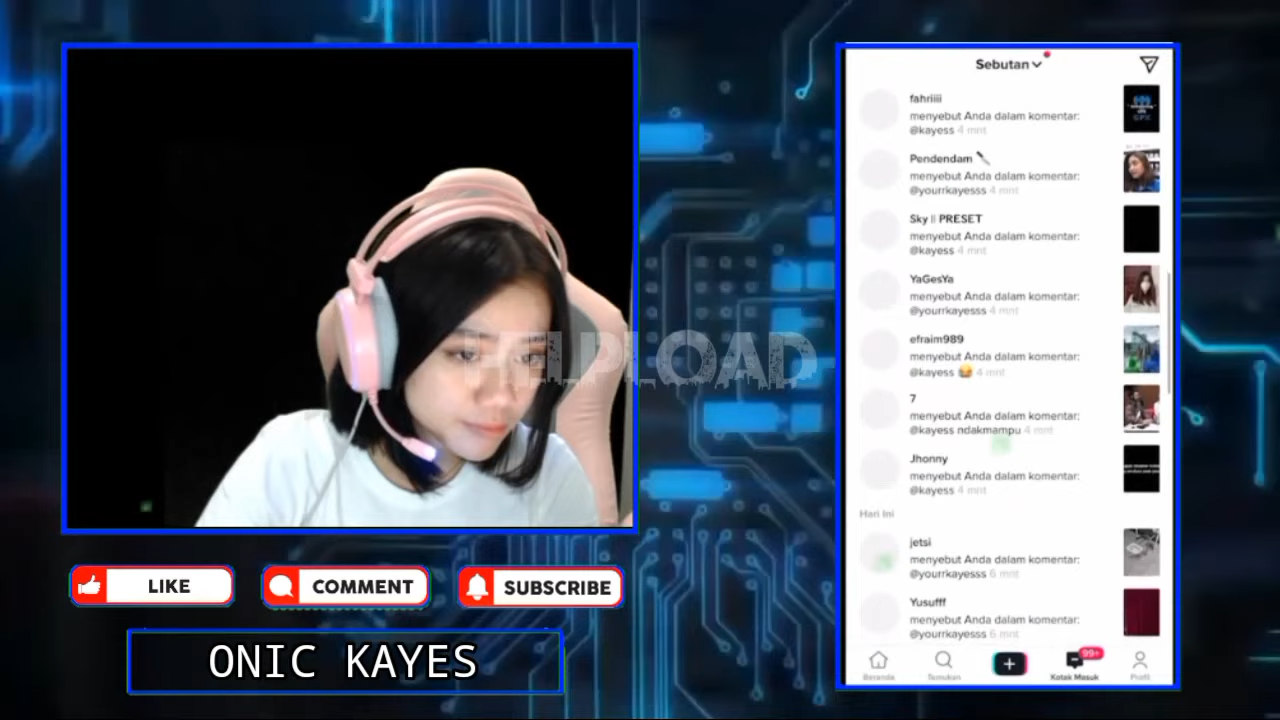 HELPLOAD
LIKE
COMMENT
SUBSCRIBE
ONIC KAYES
Sebutan
fahriiii
menyebut Anda dalam komentar:
@kayess 4 mnt
Pendendam
menyebut Anda dalam komentar:
@yourrkayesss 4 mnt
Sky || PRESET
menyebut Anda dalam komentar:
@kayess 4 mnt
YaGesYa
menyebut Anda dalam komentar:
@yourrkayesss 4 mnt
efraim989
menyebut Anda dalam komentar:
@kayess 😂 4 mnt
7
menyebut Anda dalam komentar:
@kayess ndakmampu 4 mnt
Jhonny
menyebut Anda dalam komentar:
@kayess 4 mnt
Hari Ini
jetsi
menyebut Anda dalam komentar:
@yourrkayesss 6 mnt
Yusufff
menyebut Anda dalam komentar:
@yourrkayesss 6 mnt
99+
Beranda Temukan Kotak Masuk Profil